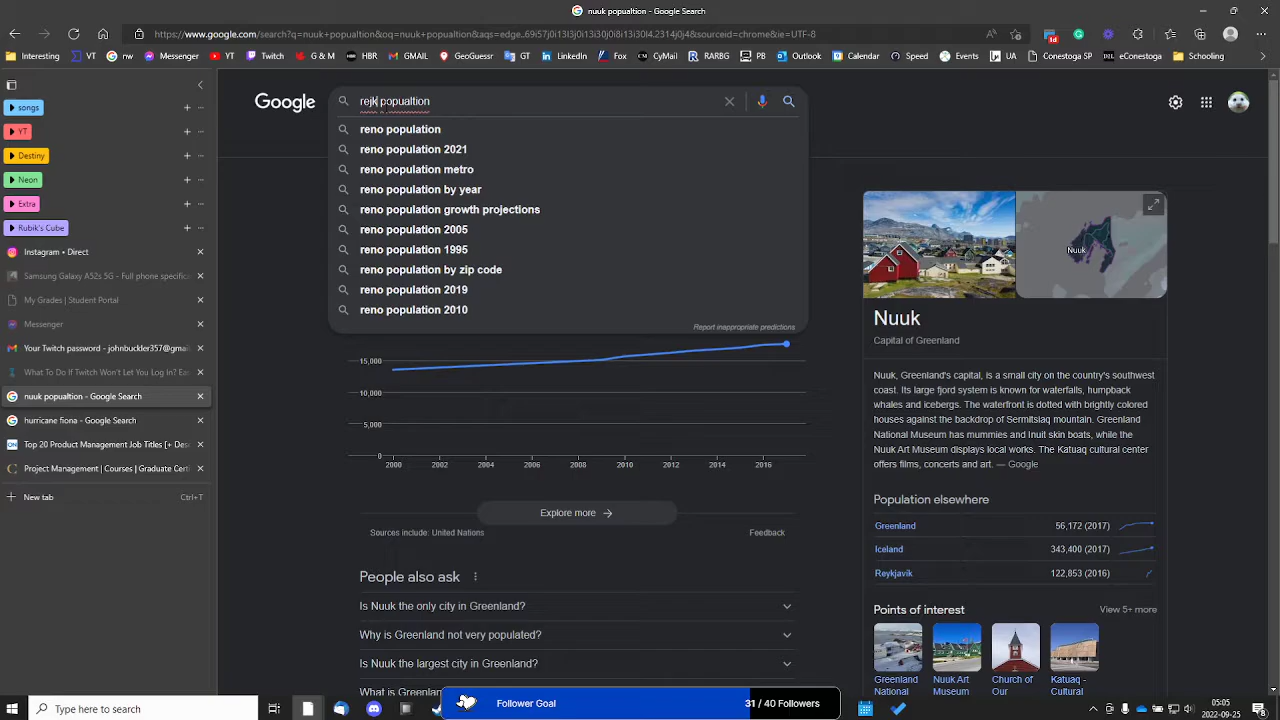 nuuk popualtion - Google Search
https://www.google.com/search?q=nuuk+popualtion&oq=nuuk+popualtion&aqs=edge..69i57j0i13l3j0i13i30j0i8i13i30l4.2314j0j4&sourceid=chrome&ie=UTF-8
Interesting VT nw Messenger YT Twitch G & M HBR GMAIL GeoGuessr GT LinkedIn Fox CyMail RARBG PB Outlook Calendar Speed Events UA Conestoga SP D2L eConestoga Schooling
songs
YT
Destiny
Neon
Extra
Rubik's Cube
Instagram • Direct
Samsung Galaxy A52s 5G - Full phone specific
My Grades | Student Portal
Messenger
Your Twitch password - johnbuckler357@gmai
What To Do If Twitch Won't Let You Log In? Eas
nuuk popualtion - Google Search
hurricane fiona - Google Search
Top 20 Product Management Job Titles [+ Des
Project Management | Courses | Graduate Certi
New tab Ctrl+T
Google
rejk popualtion
reno population
reno population 2021
reno population metro
reno population by year
reno population growth projections
reno population 2005
reno population 1995
reno population by zip code
reno population 2019
reno population 2010
Report inappropriate predictions
15,000
10,000
5,000
0
2000 2002 2004 2006 2008 2010 2012 2014 2016
Explore more
Sources include: United Nations Feedback
People also ask
Is Nuuk the only city in Greenland?
Why is Greenland not very populated?
Is Nuuk the largest city in Greenland?
What is Greenl
Nuuk
Nuuk
Capital of Greenland
Nuuk, Greenland's capital, is a small city on the country's southwest
coast. Its large fjord system is known for waterfalls, humpback
whales and icebergs. The waterfront is dotted with brightly colored
houses against the backdrop of Sermitsiaq mountain. Greenland
National Museum has mummies and Inuit skin boats, while the
Nuuk Art Museum displays local works. The Katuaq cultural center
offers films, concerts and art. — Google
Population elsewhere
Greenland 56,172 (2017)
Iceland 343,400 (2017)
Reykjavík 122,853 (2016)
Points of interest View 5+ more
Greenland National
Nuuk Art Museum
Church of Our
Katuaq - Cultural
Type here to search
Follower Goal 31 / 40 Followers
05:05
2022-09-25